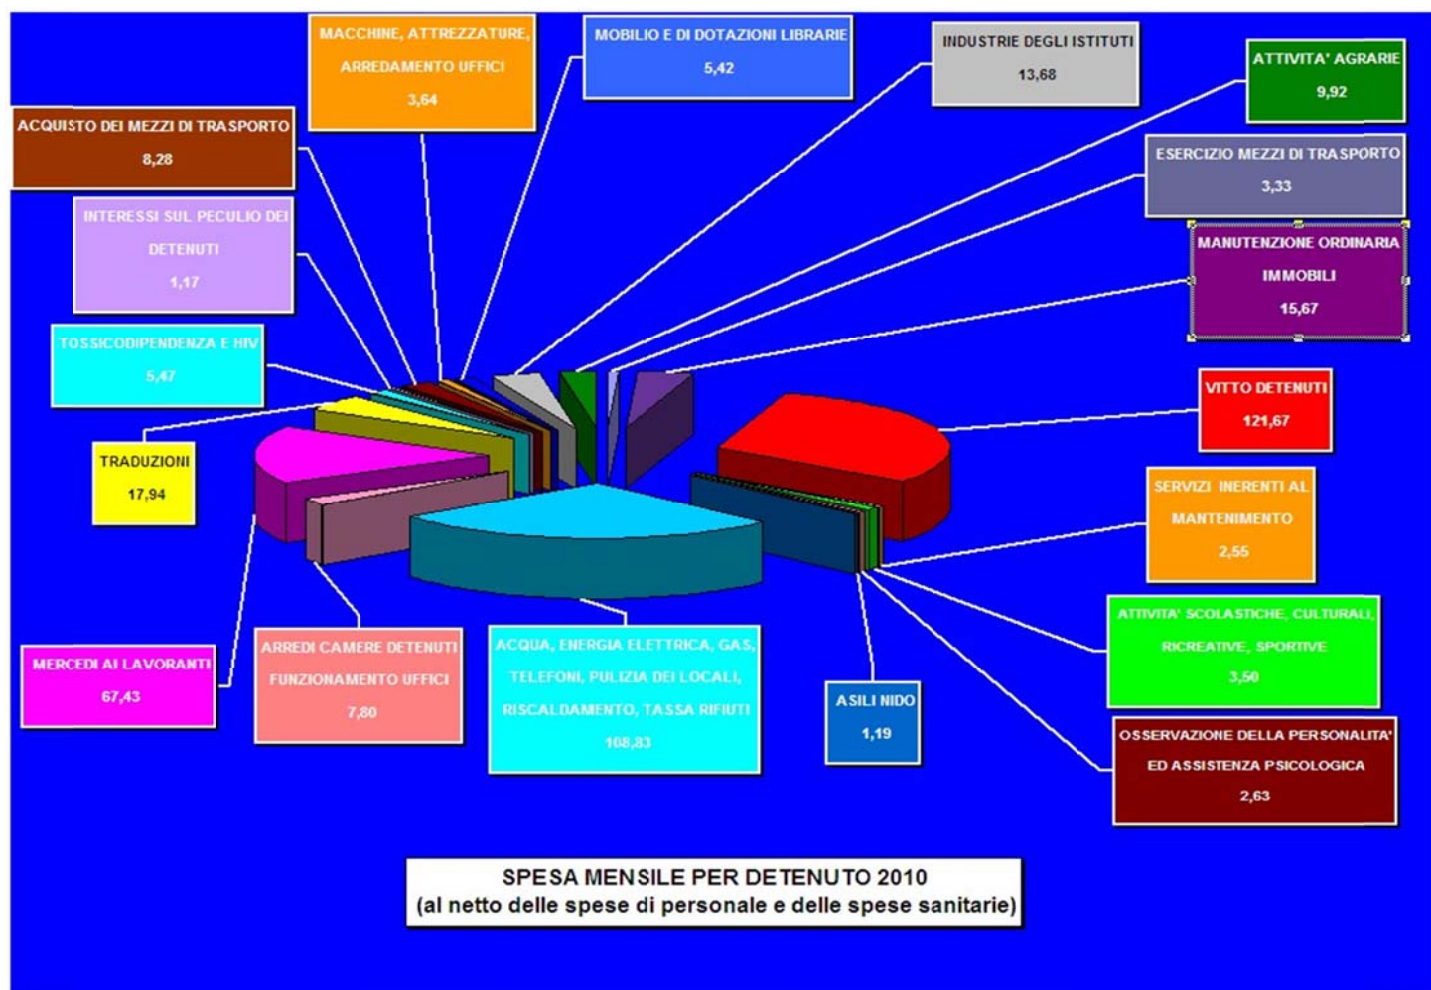 MACCHINE, ATTREZZATURE,
ARREDAMENTO UFFICI
3,64
MOBILIO E DI DOTAZIONI LIBRARIE
5,42
INDUSTRIE DEGLI ISTITUTI
13,68
ATTIVITA' AGRARIE
9,92
ACQUISTO DEI MEZZI DI TRASPORTO
8,28
ESERCIZIO MEZZI DI TRASPORTO
3,33
INTERESSI SUL PECULIO DEI
DETENUTI
1,17
MANUTENZIONE ORDINARIA
IMMOBILI
15,67
TOSSICODIPENDENZA E HIV
5,47
VITTO DETENUTI
121,67
TRADUZIONI
17,94
SERVIZI INERENTI AL
MANTENIMENTO
2,55
ATTIVITA' SCOLASTICHE, CULTURALI,
RICREATIVE, SPORTIVE
3,50
MERCEDI AI LAVORANTI
67,43
ARREDI CAMERE DETENUTI
FUNZIONAMENTO UFFICI
7,80
ACQUA, ENERGIA ELETTRICA, GAS,
TELEFONI, PULIZIA DEI LOCALI,
RISCALDAMENTO, TASSA RIFIUTI
108,83
ASILI NIDO
1,19
OSSERVAZIONE DELLA PERSONALITA'
ED ASSISTENZA PSICOLOGICA
2,63
SPESA MENSILE PER DETENUTO 2010
(al netto delle spese di personale e delle spese sanitarie)